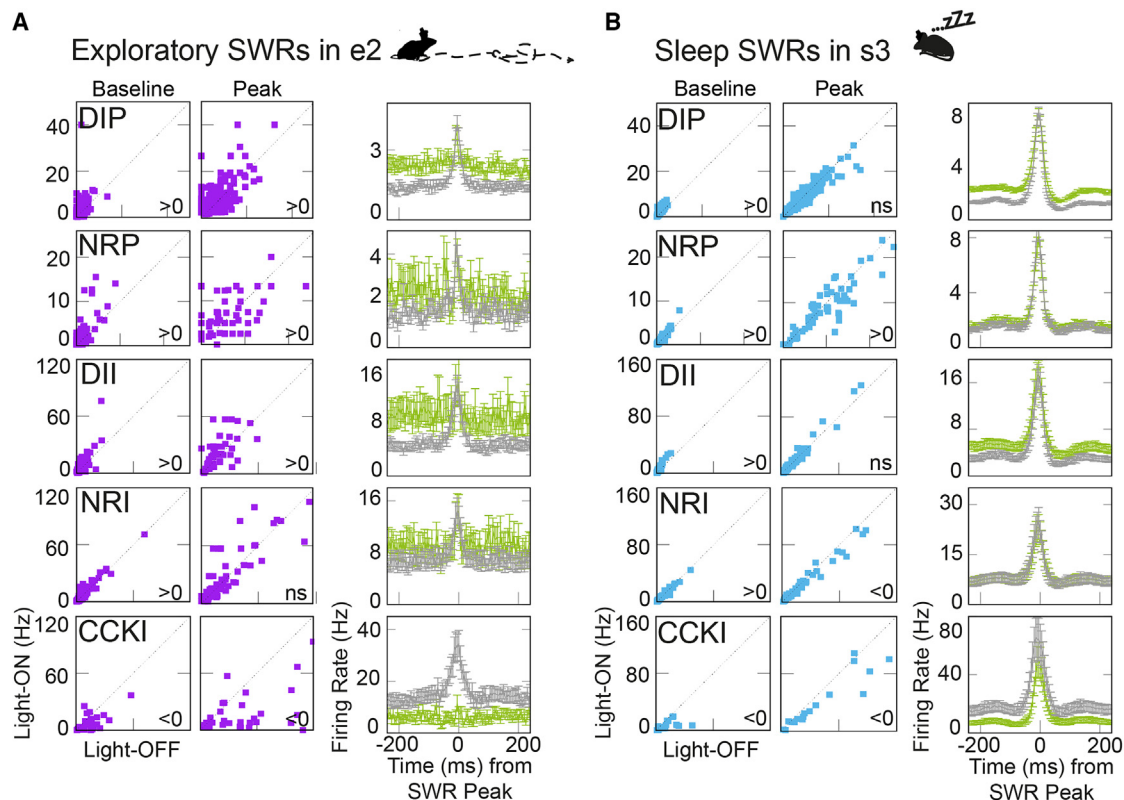 A
Exploratory SWRs in e2
Baseline Peak
DIP
40
20
0
>0
>0
3
0
NRP
20
10
0
>0
>0
4
2
0
DII
120
60
0
>0
>0
16
8
0
NRI
120
60
0
>0
ns
16
8
0
CCKI
120
60
0
<0
<0
40
20
0
Light-ON (Hz)
Light-OFF
Firing Rate (Hz)
-200 0 200
Time (ms) from
SWR Peak
B
Sleep SWRs in s3
zZZ
Baseline Peak
DIP
40
20
0
>0
ns
8
4
0
NRP
20
10
0
>0
>0
8
4
0
DII
160
80
0
>0
ns
16
8
0
NRI
160
80
0
>0
<0
30
15
0
CCKI
160
80
0
<0
<0
80
40
0
Light-ON (Hz)
Light-OFF
Firing Rate (Hz)
-200 0 200
Time (ms) from
SWR Peak